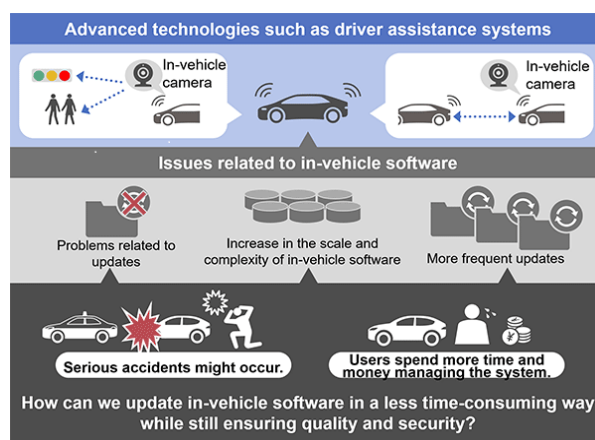 Advanced technologies such as driver assistance systems
In-vehicle
camera
In-vehicle
camera
Issues related to in-vehicle software
Problems related to
updates
Increase in the scale and
complexity of in-vehicle software
More frequent updates
Serious accidents might occur.
Users spend more time and
money managing the system.
¥
How can we update in-vehicle software in a less time-consuming way
while still ensuring quality and security?